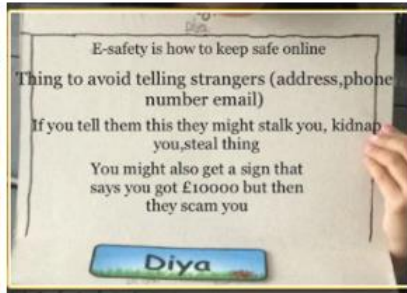 Diya
E-safety is how to keep safe online
Thing to avoid telling strangers (address,phone
number email)
If you tell them this they might stalk you, kidnap
you,steal thing
You might also get a sign that
says you got £10000 but then
they scam you
Diya